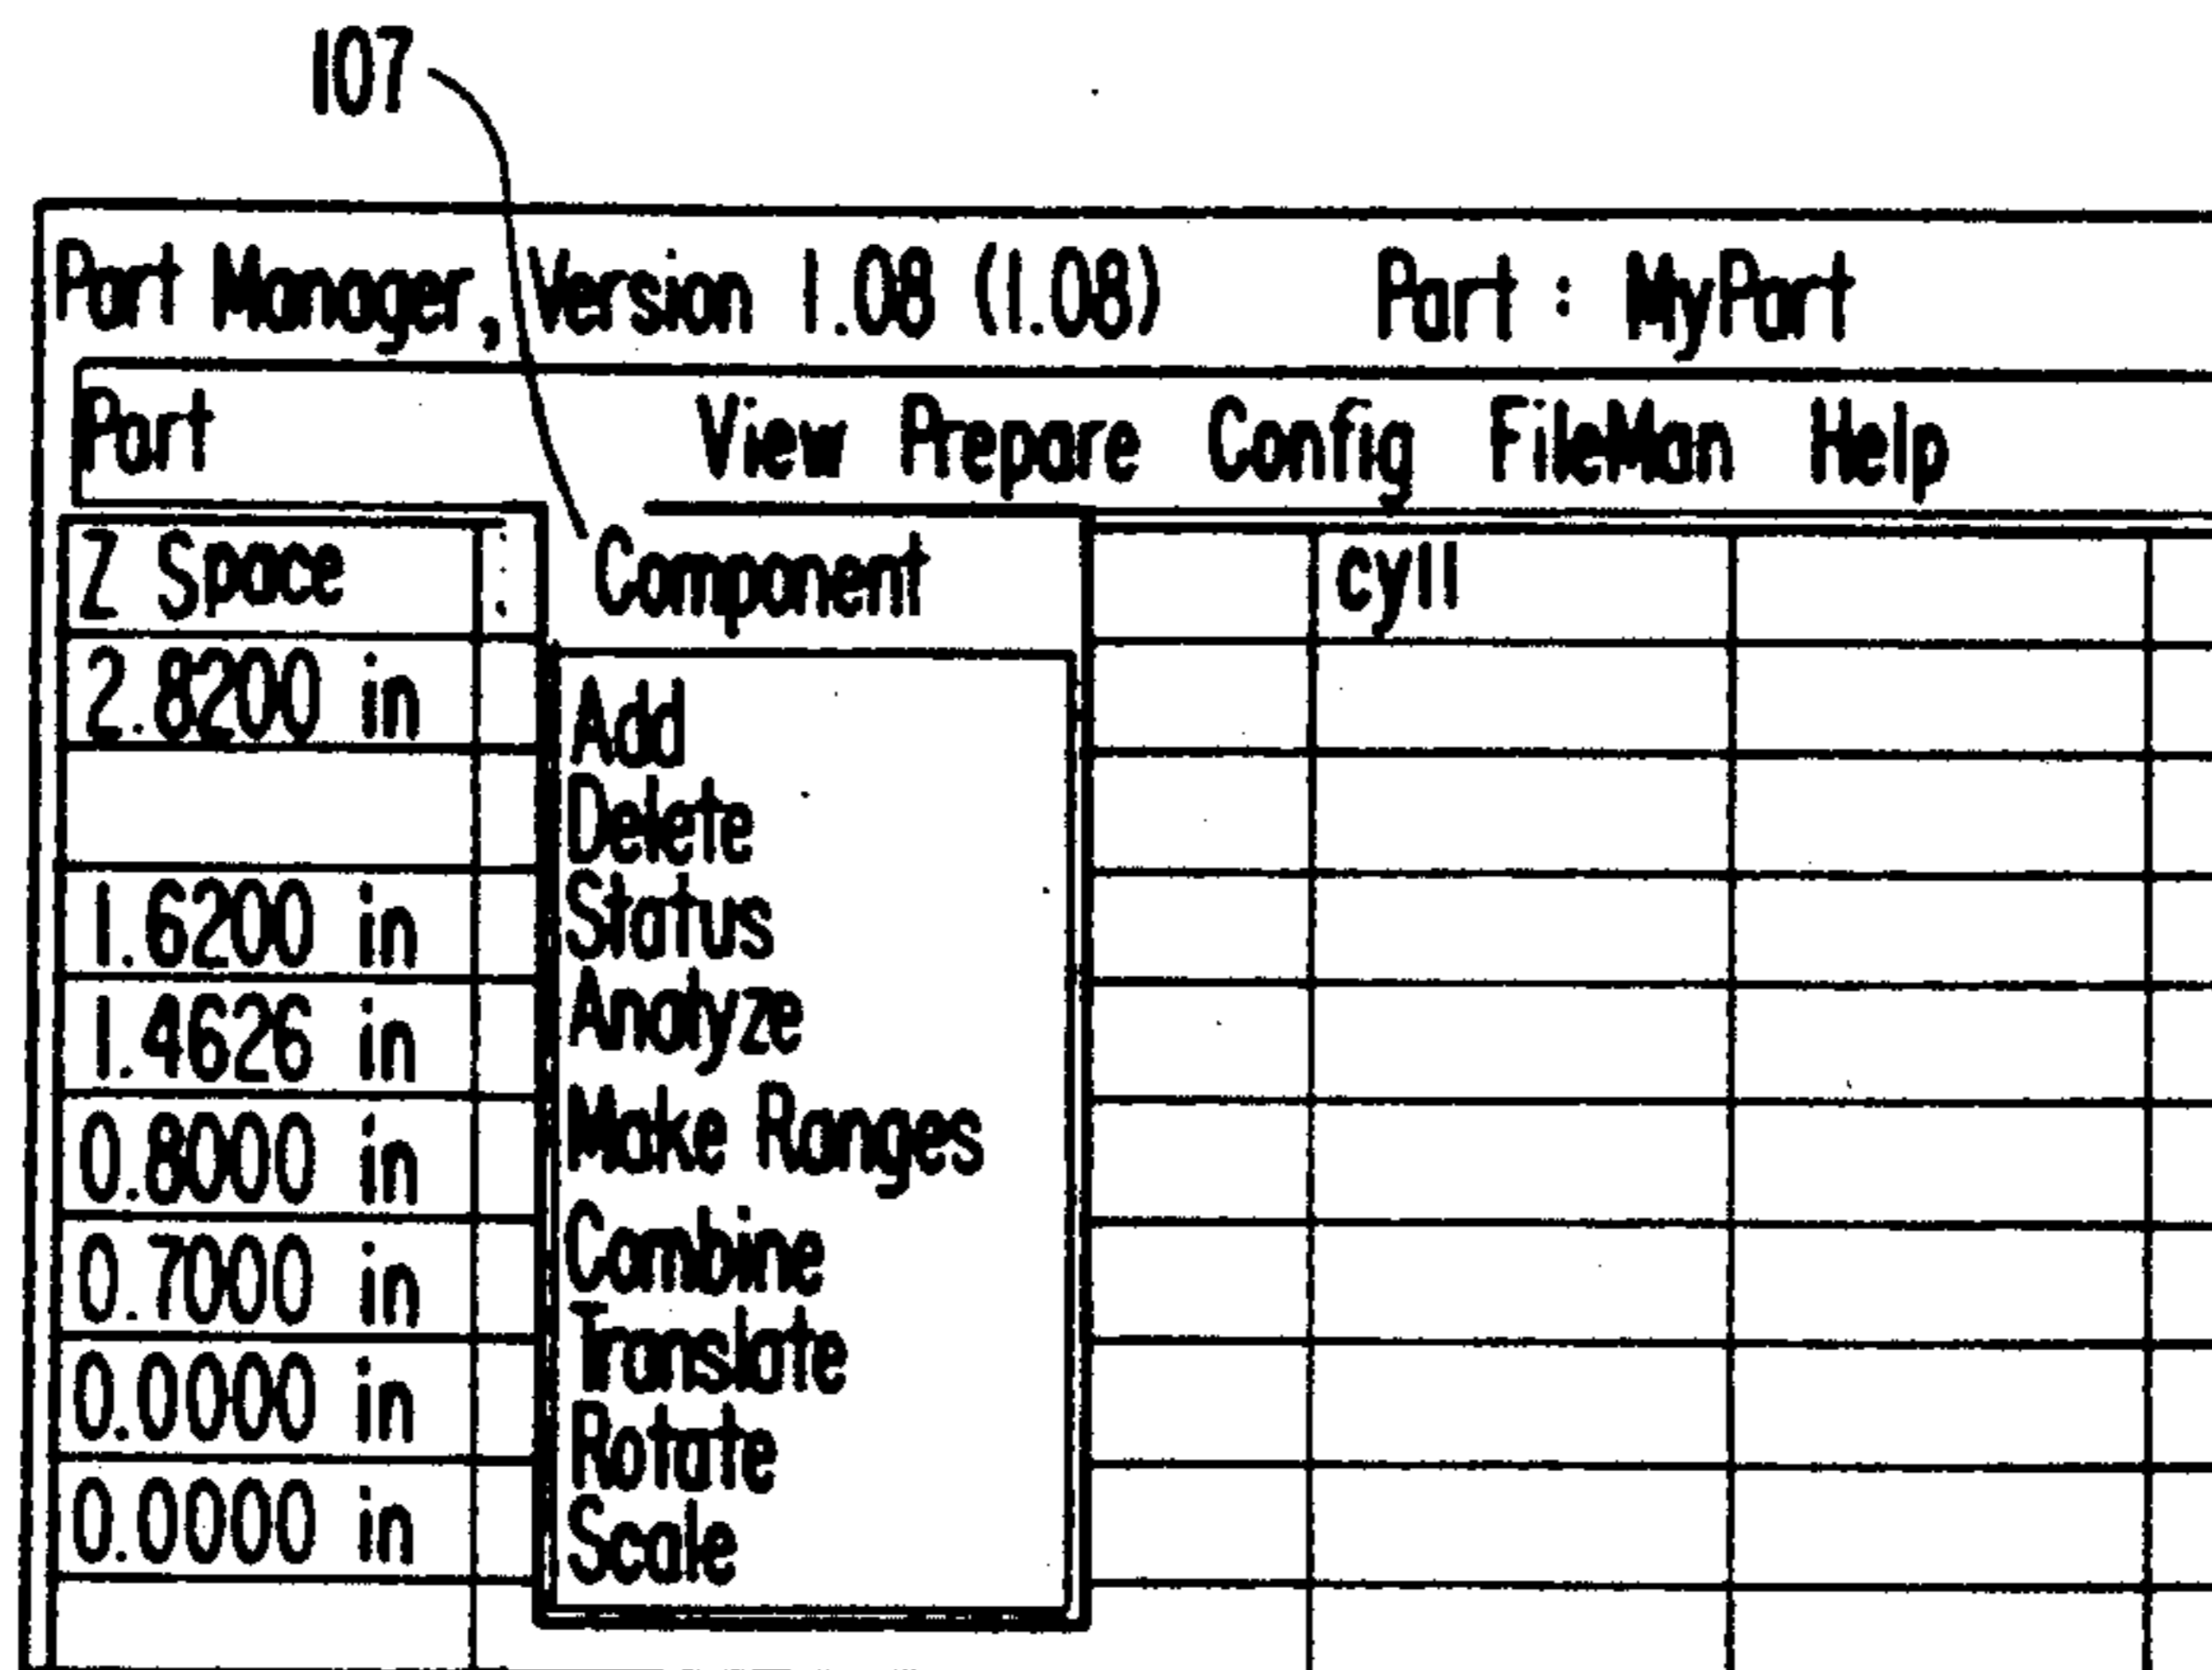 107
Part Manager, Version 1.08 (1.08) Part : MyPart
Part View Prepare Config FileMan Help
Z Space : Component cyl1
2.8200 in
Add
Delete
1.6200 in Status
1.4626 in Analyze
0.8000 in Make Ranges
0.7000 in Combine
0.0000 in Translate
Rotate
0.0000 in Scale